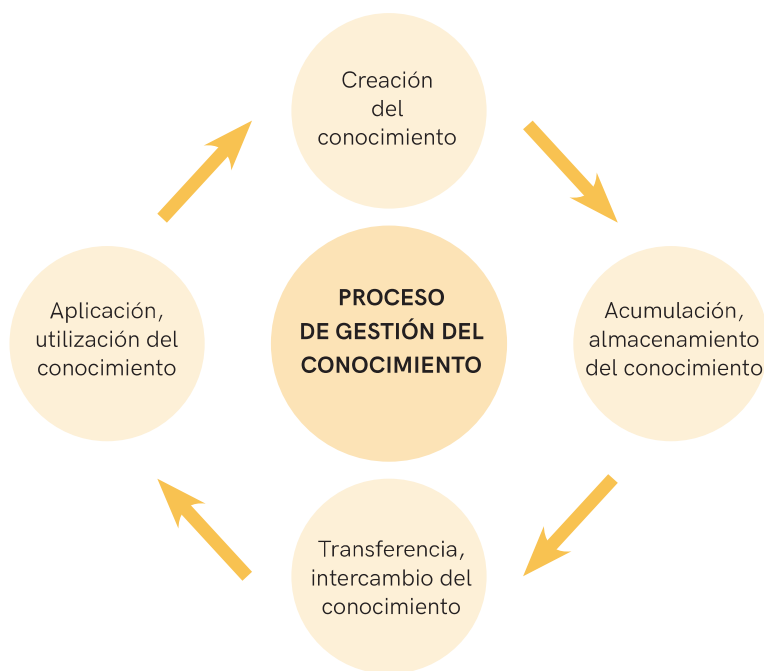 Creación
del
conocimiento
PROCESO
DE GESTIÓN DEL
CONOCIMIENTO
Aplicación,
utilización del
conocimiento
Acumulación,
almacenamiento
del conocimiento
Transferencia,
intercambio del
conocimiento